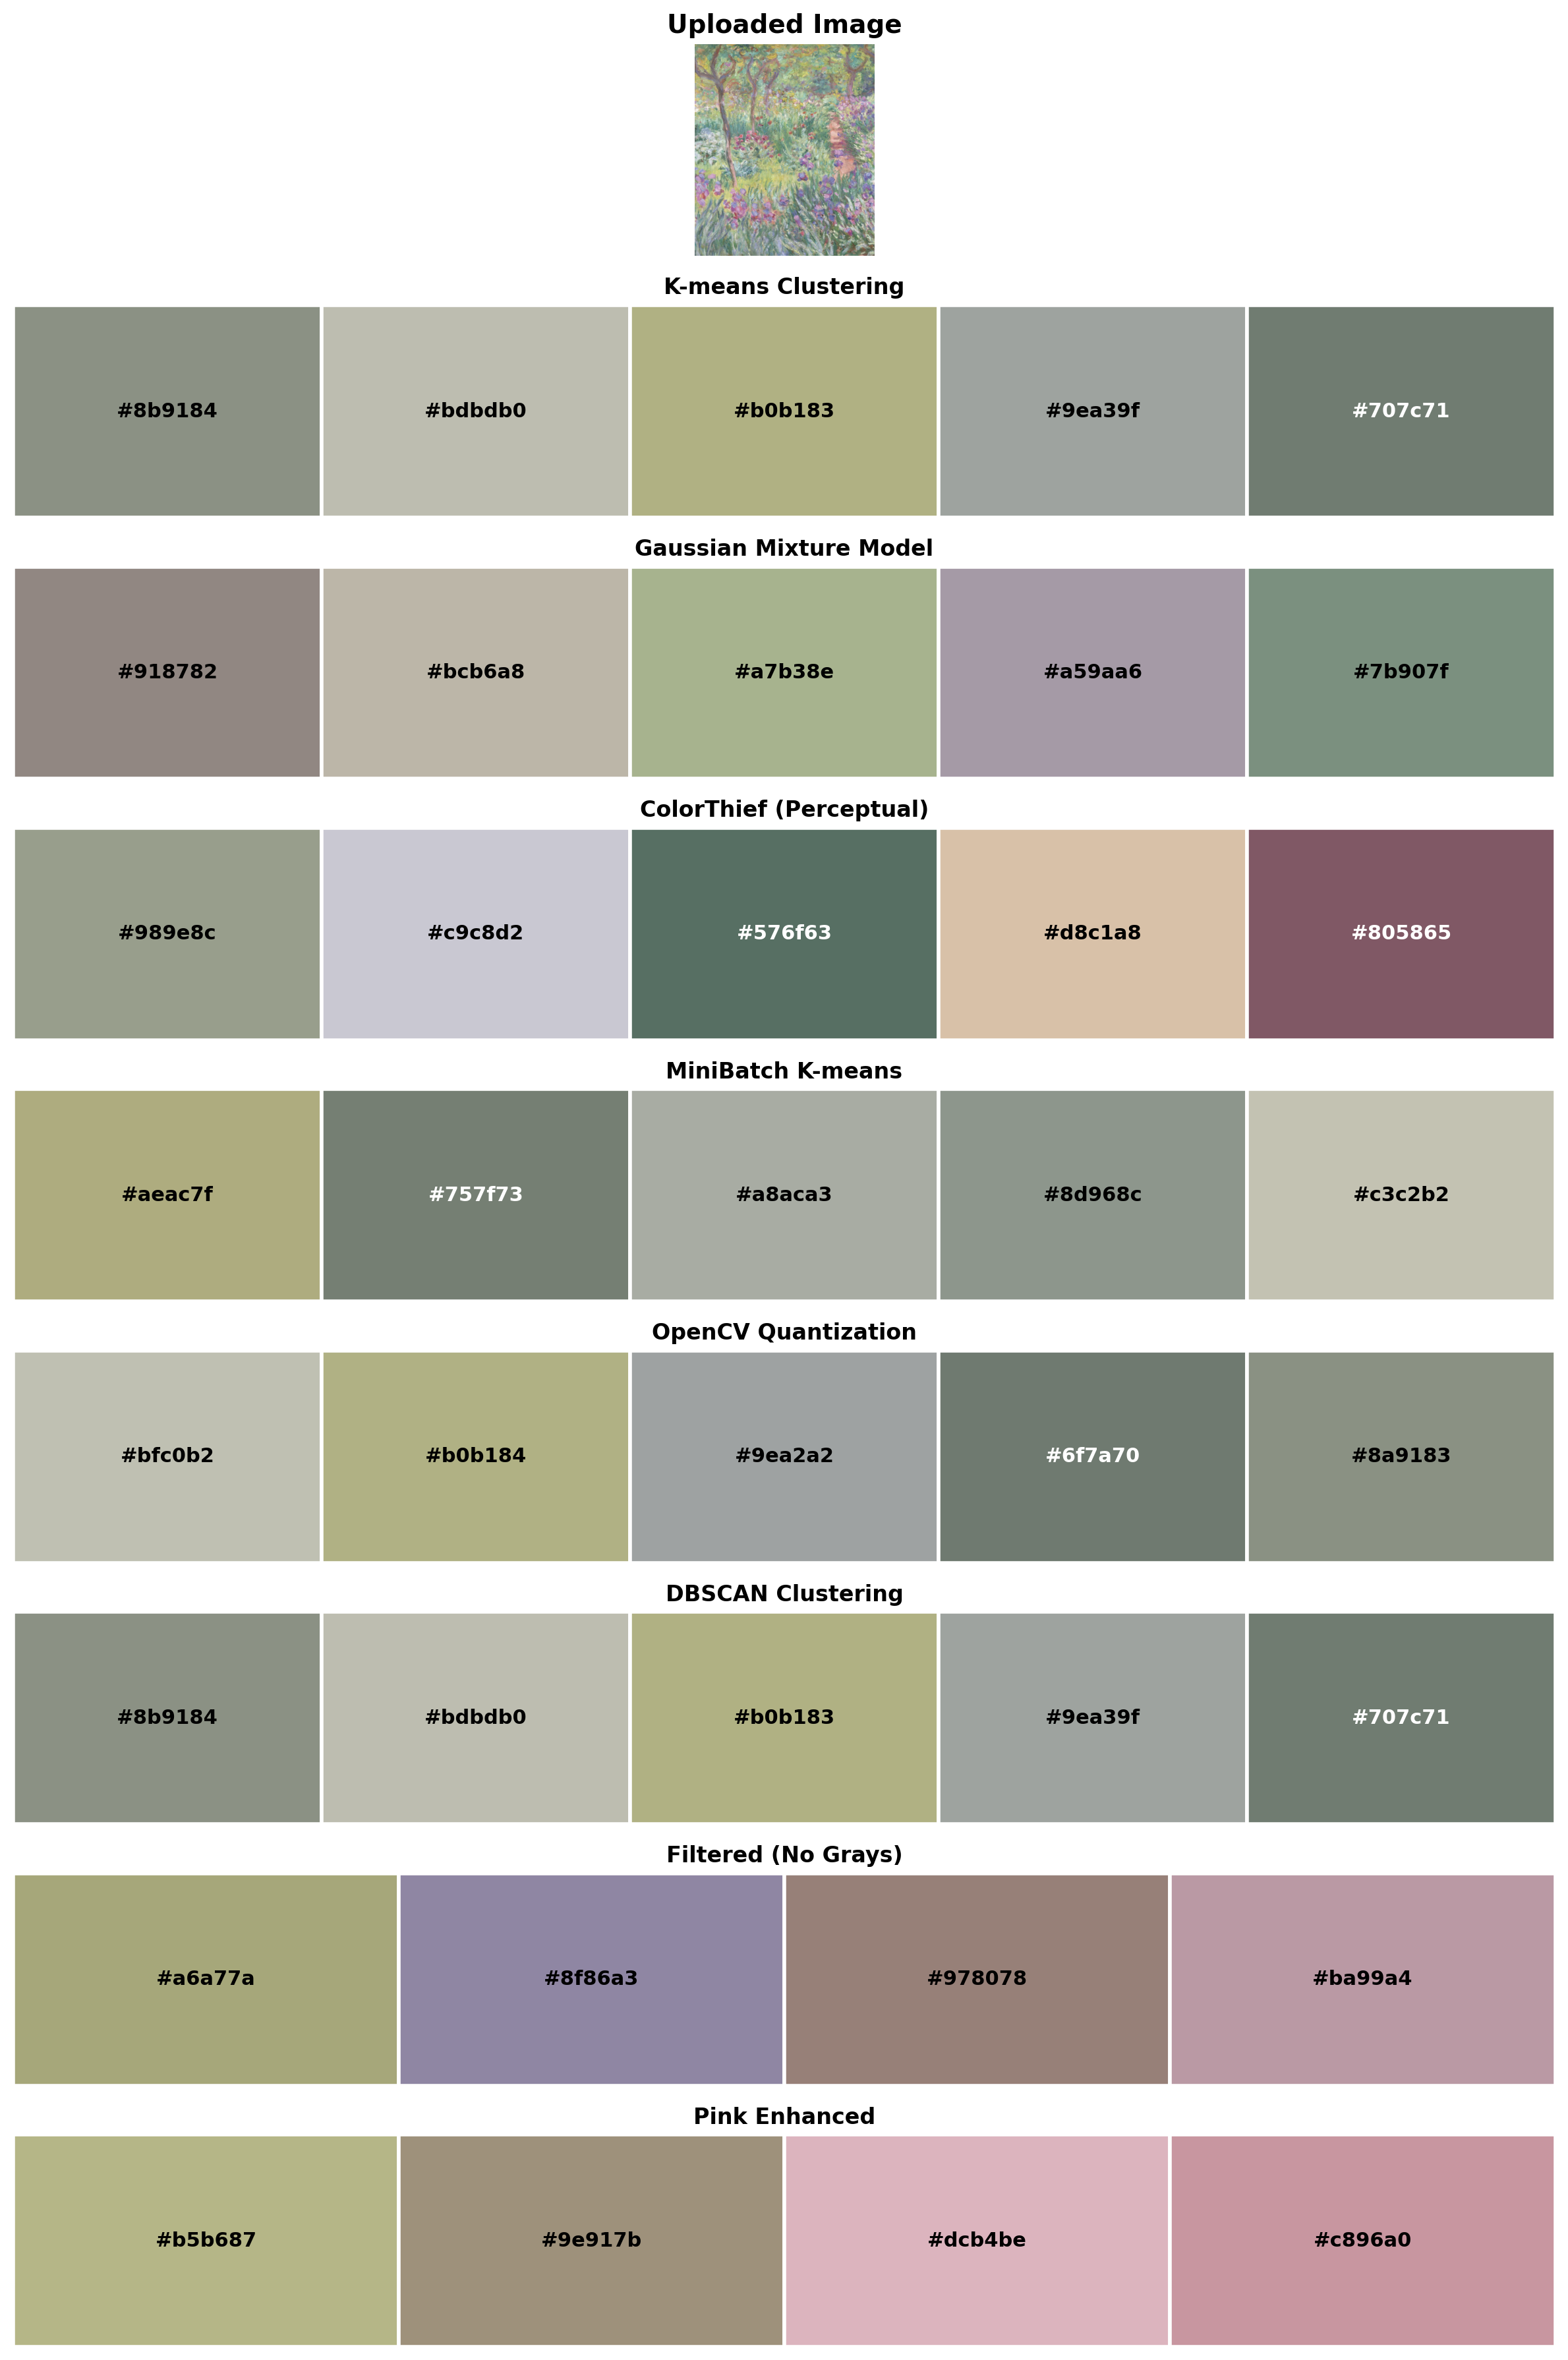 Uploaded Image
K-means Clustering
#8b9184 #bdbdb0 #b0b183 #9ea39f #707c71
Gaussian Mixture Model
#918782 #bcb6a8 #a7b38e #a59aa6 #7b907f
ColorThief (Perceptual)
#989e8c #c9c8d2 #576f63 #d8c1a8 #805865
MiniBatch K-means
#aeac7f #757f73 #a8aca3 #8d968c #c3c2b2
OpenCV Quantization
#bfc0b2 #b0b184 #9ea2a2 #6f7a70 #8a9183
DBSCAN Clustering
#8b9184 #bdbdb0 #b0b183 #9ea39f #707c71
Filtered (No Grays)
#a6a77a #8f86a3 #978078 #ba99a4
Pink Enhanced
#b5b687 #9e917b #dcb4be #c896a0